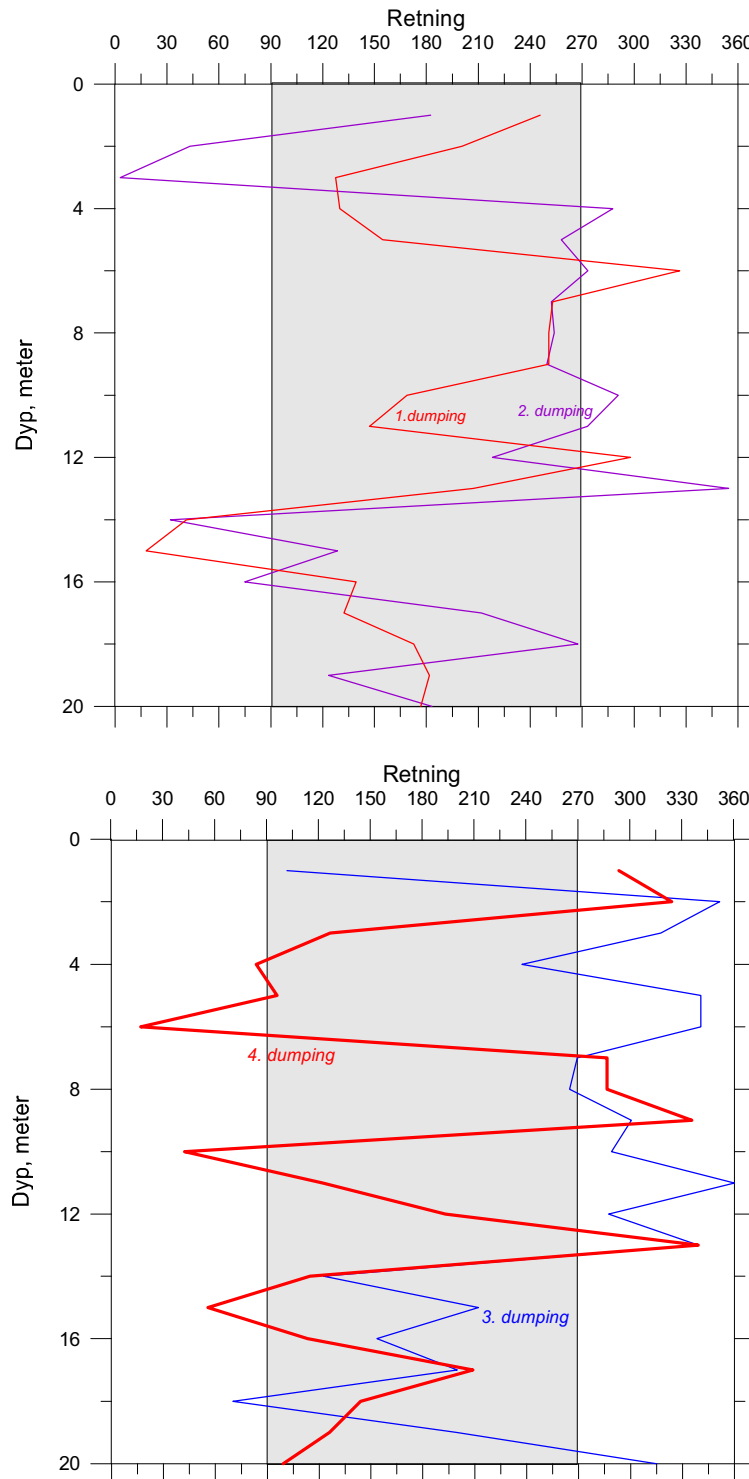 Retning
0 30 60 90 120 150 180 210 240 270 300 330 360
0
4
8
12
16
20
Dyp, meter
1.dumping
2. dumping
Retning
0 30 60 90 120 150 180 210 240 270 300 330 360
0
4
8
12
16
20
Dyp, meter
4. dumping
3. dumping